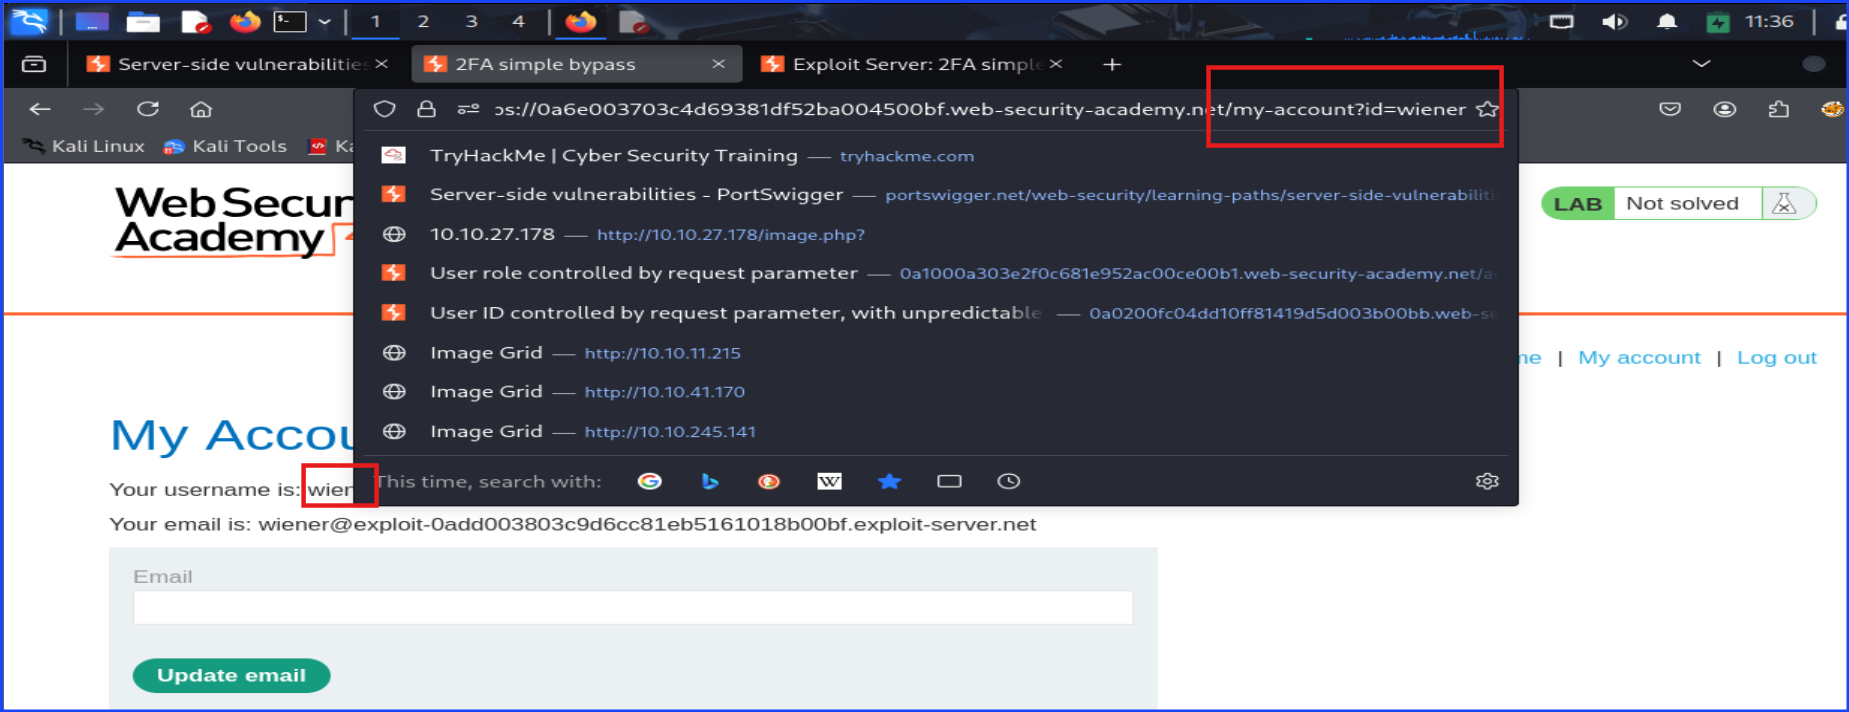 1 2 3 4 11:36
Server-side vulnerabilities 2FA simple bypass Exploit Server: 2FA simple
0a6e003703c4d69381df52ba004500bf.web-security-academy.net/my-account?id=wiener
Kali Linux Kali Tools
TryHackMe | Cyber Security Training — tryhackme.com
Server-side vulnerabilities - PortSwigger — portswigger.net/web-security/learning-paths/server-side-vulnerabiliti
10.10.27.178 — http://10.10.27.178/image.php?
User role controlled by request parameter — 0a1000a303e2f0c681e952ac00ce00b1.web-security-academy.net/a
User ID controlled by request parameter, with unpredictable — 0a0200fc04dd10ff81419d5d003b00bb.web-se
Image Grid — http://10.10.11.215
Image Grid — http://10.10.41.170
Image Grid — http://10.10.245.141
This time, search with:
Web Secur
Academy
LAB Not solved
me | My account | Log out
My Accou
Your username is: wien
Your email is: wiener@exploit-0add003803c9d6cc81eb5161018b00bf.exploit-server.net
Email
Update email